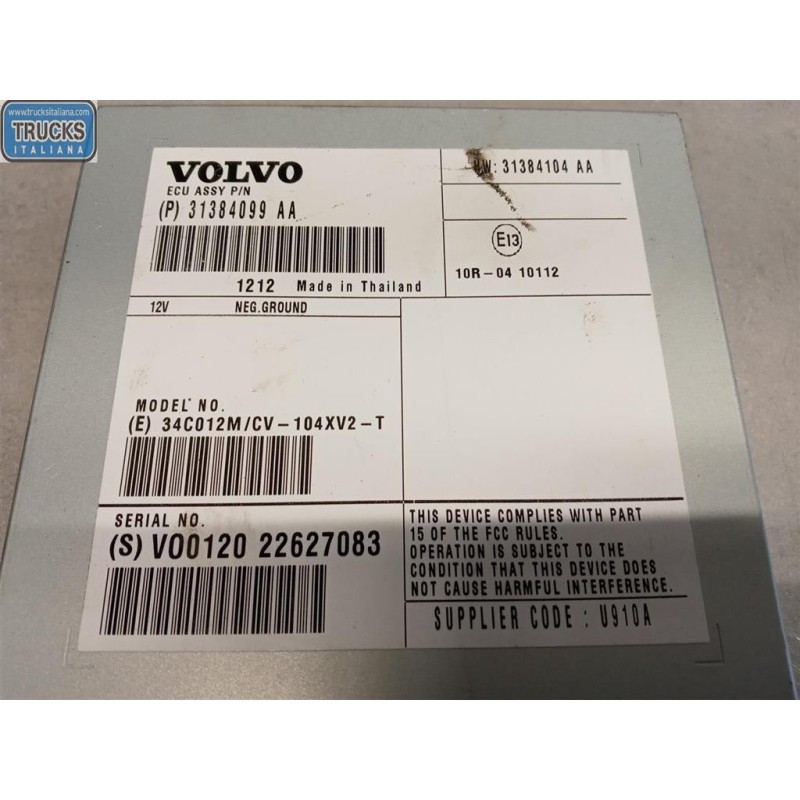 www.trucksitaliana.com
TRUCKS
ITALIANA
VOLVO
ECU ASSY P/N
(P) 31384099 AA
1212 Made in Thailand
HW: 31384104 AA
E13
10R-04 10112
12V NEG.GROUND
MODEL NO.
(E) 34C012M/CV-104XV2-T
SERIAL NO.
(S) VO0120 22627083
THIS DEVICE COMPLIES WITH PART
15 OF THE FCC RULES.
OPERATION IS SUBJECT TO THE
CONDITION THAT THIS DEVICE DOES
NOT CAUSE HARMFUL INTERFERENCE.
SUPPLIER CODE : U910A